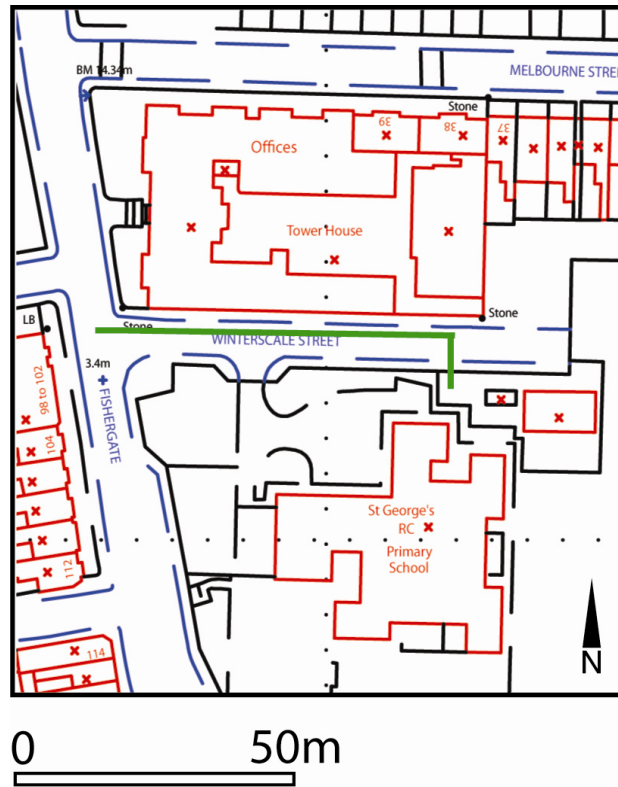 BM 14.34m
MELBOURNE STRE
Stone
39
38
37
Offices
Tower House
Stone
LB
Stone
WINTERSCALE STREET
3.4m
98 to 102
FISHERGATE
104
St George's
RC
Primary
School
112
114
N
0
50m